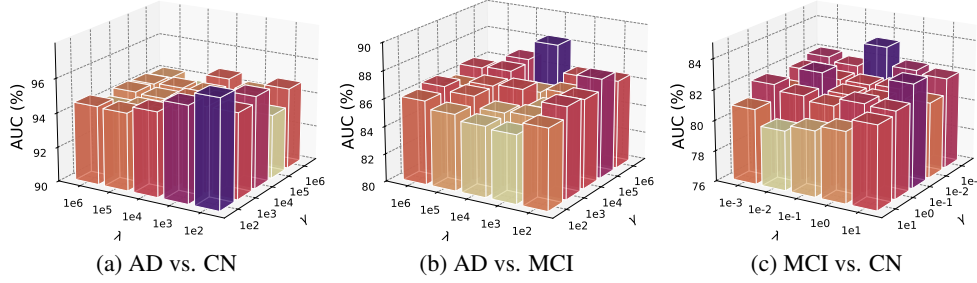 AUC (%)
96
94
92
90
1e6
1e5
1e4
1e3
1e2
λ
1e2
1e3
1e4
1e5
1e6
γ
(a) AD vs. CN
AUC (%)
90
88
86
84
82
80
1e6
1e5
1e4
1e3
1e2
λ
1e2
1e3
1e4
1e5
1e6
γ
(b) AD vs. MCI
AUC (%)
84
82
80
78
76
1e-3
1e-2
1e-1
1e0
1e1
λ
1e1
1e0
1e-1
1e-2
γ
(c) MCI vs. CN